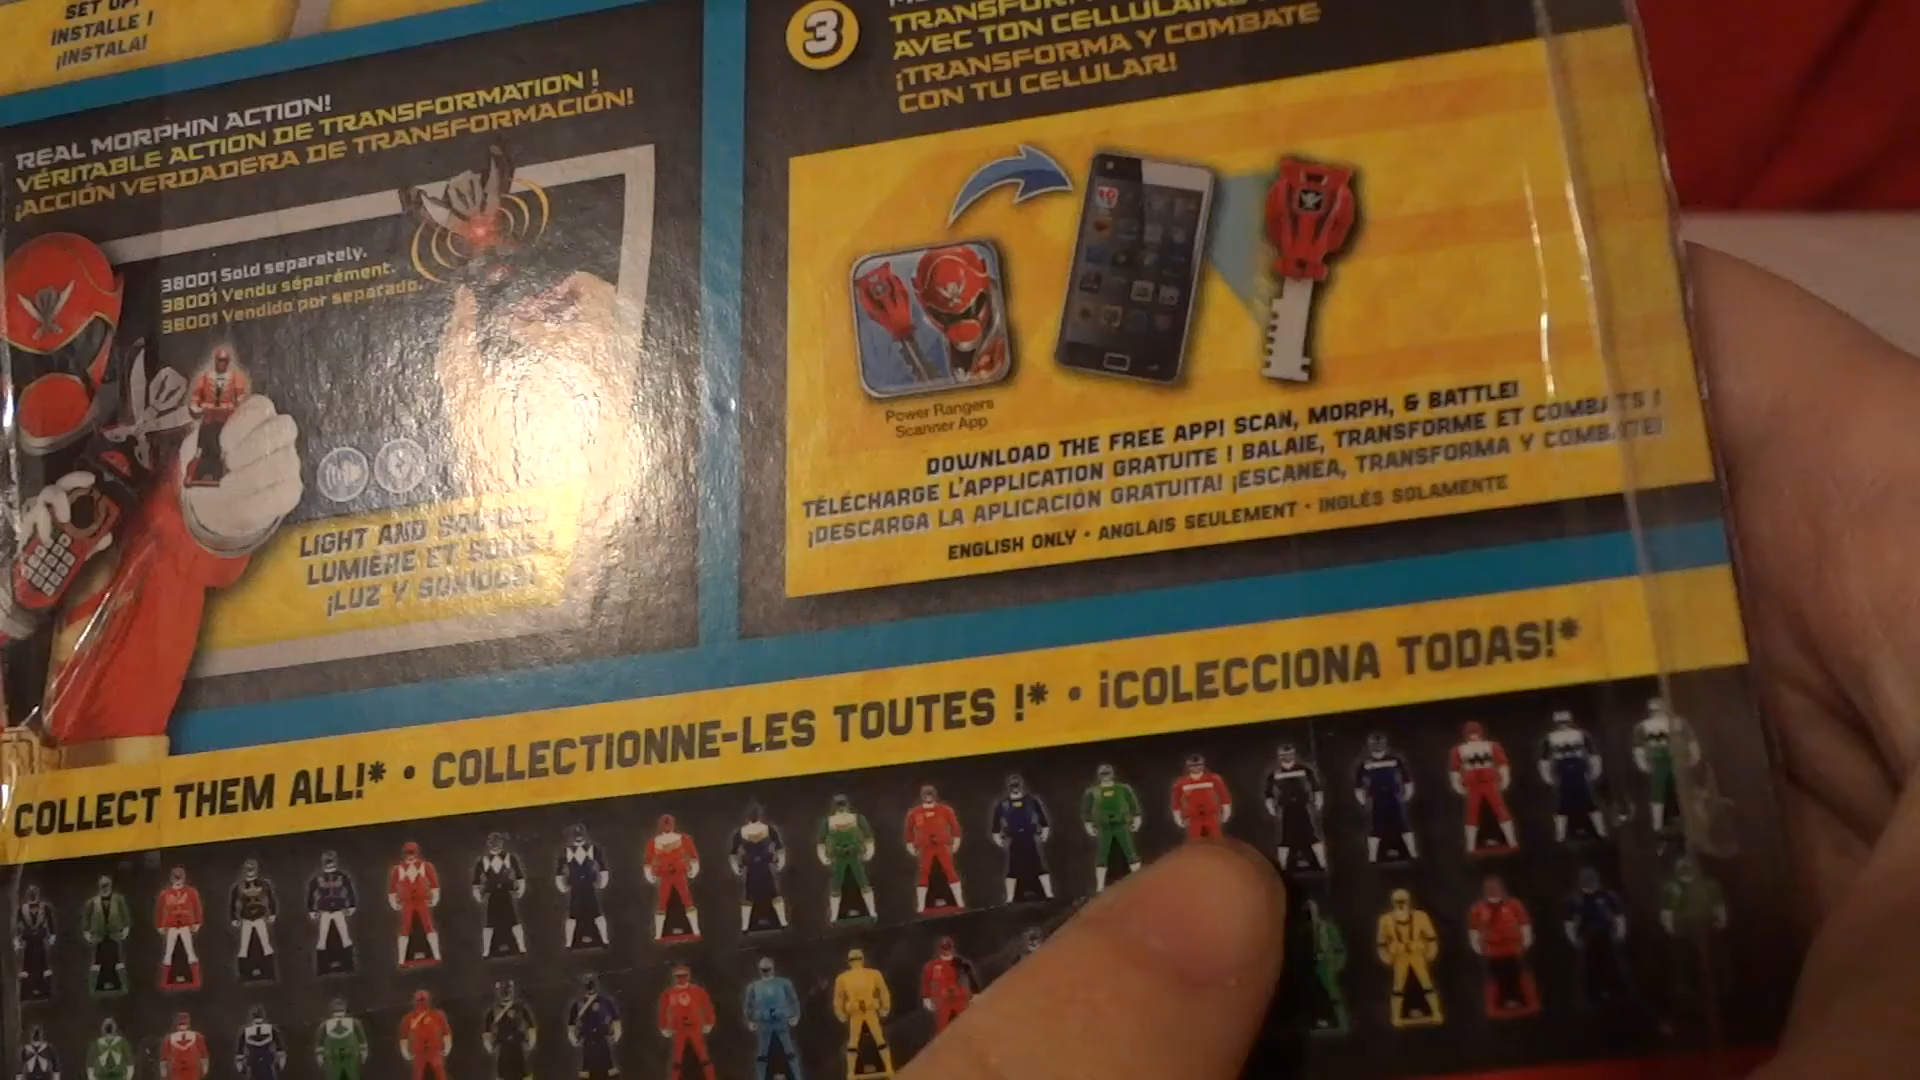 SET UP!
INSTALLE !
¡INSTALA!
REAL MORPHIN ACTION!
VÉRITABLE ACTION DE TRANSFORMATION !
¡ACCIÓN VERDADERA DE TRANSFORMACIÓN!
38001 Sold separately.
38001 Vendu séparément.
38001 Vendido por separado.
LIGHT AND
LUMIÈRE ET SONS !
¡LUZ Y SONIDOS!
3
AVEC TON CELLULAIRE
¡TRANSFORMA Y COMBATE
CON TU CELULAR!
Power Rangers
Scanner App
DOWNLOAD THE FREE APP! SCAN, MORPH, & BATTLE!
TÉLÉCHARGE L'APPLICATION GRATUITE ! BALAIE, TRANSFORME ET COMBATS !
¡DESCARGA LA APLICACIÓN GRATUITA! ¡ESCANEA, TRANSFORMA Y COMBATE!
ENGLISH ONLY · ANGLAIS SEULEMENT · INGLÉS SOLAMENTE
COLLECT THEM ALL!* • COLLECTIONNE-LES TOUTES !* • ¡COLECCIONA TODAS!*